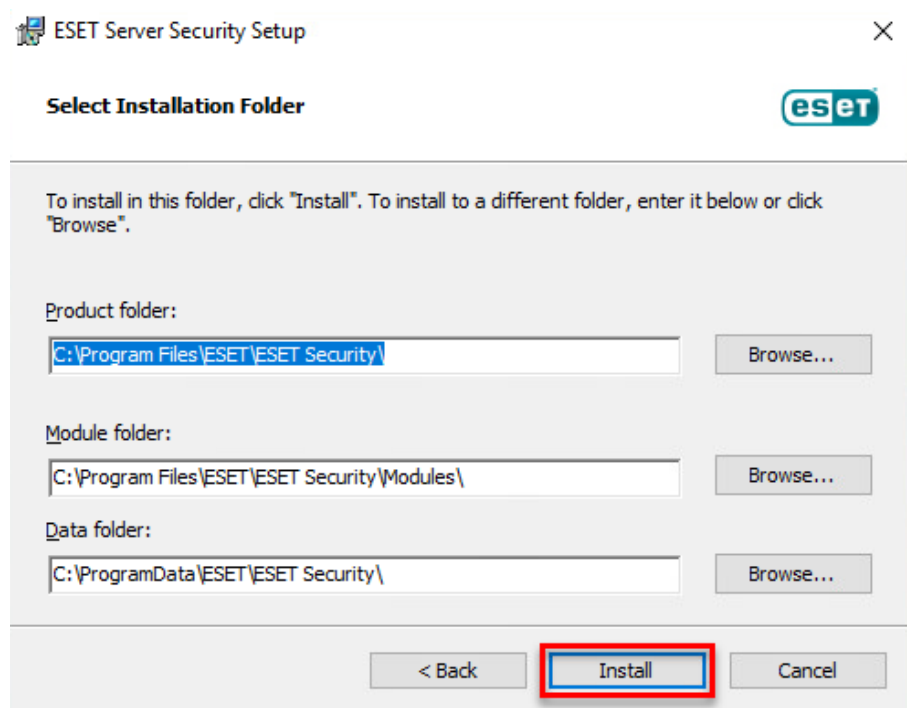 ESET Server Security Setup
Select Installation Folder
eset
To install in this folder, click "Install". To install to a different folder, enter it below or click
"Browse".
Product folder:
C:\Program Files\ESET\ESET Security\
Browse...
Module folder:
C:\Program Files\ESET\ESET Security\Modules\
Browse...
Data folder:
C:\ProgramData\ESET\ESET Security\
Browse...
< Back
Install
Cancel